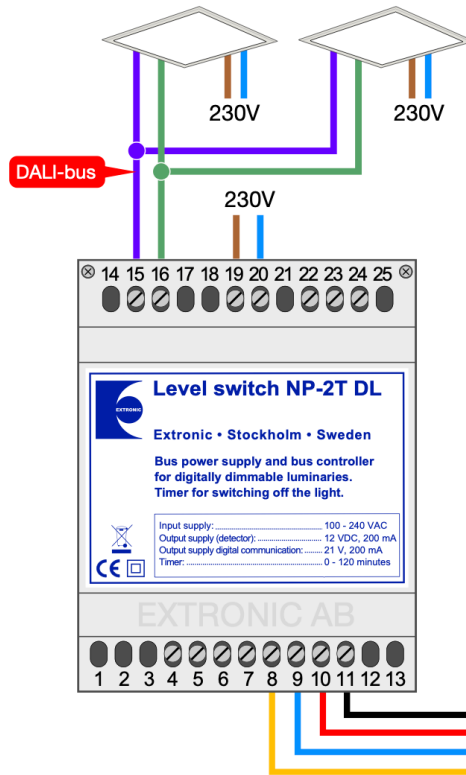 230V
230V
DALI-bus
230V
14 15 16 17 18 19 20 21 22 23 24 25
EXTRONIC
Level switch NP-2T DL
Extronic • Stockholm • Sweden
Bus power supply and bus controller
for digitally dimmable luminaries.
Timer for switching off the light.
Input supply: ........................... 100 - 240 VAC
Output supply (detector): ........................ 12 VDC, 200 mA
Output supply digital communication: ........ 21 V, 200 mA
Timer: ........................................ 0 - 120 minutes
CE
EXTRONIC AB
1 2 3 4 5 6 7 8 9 10 11 12 13